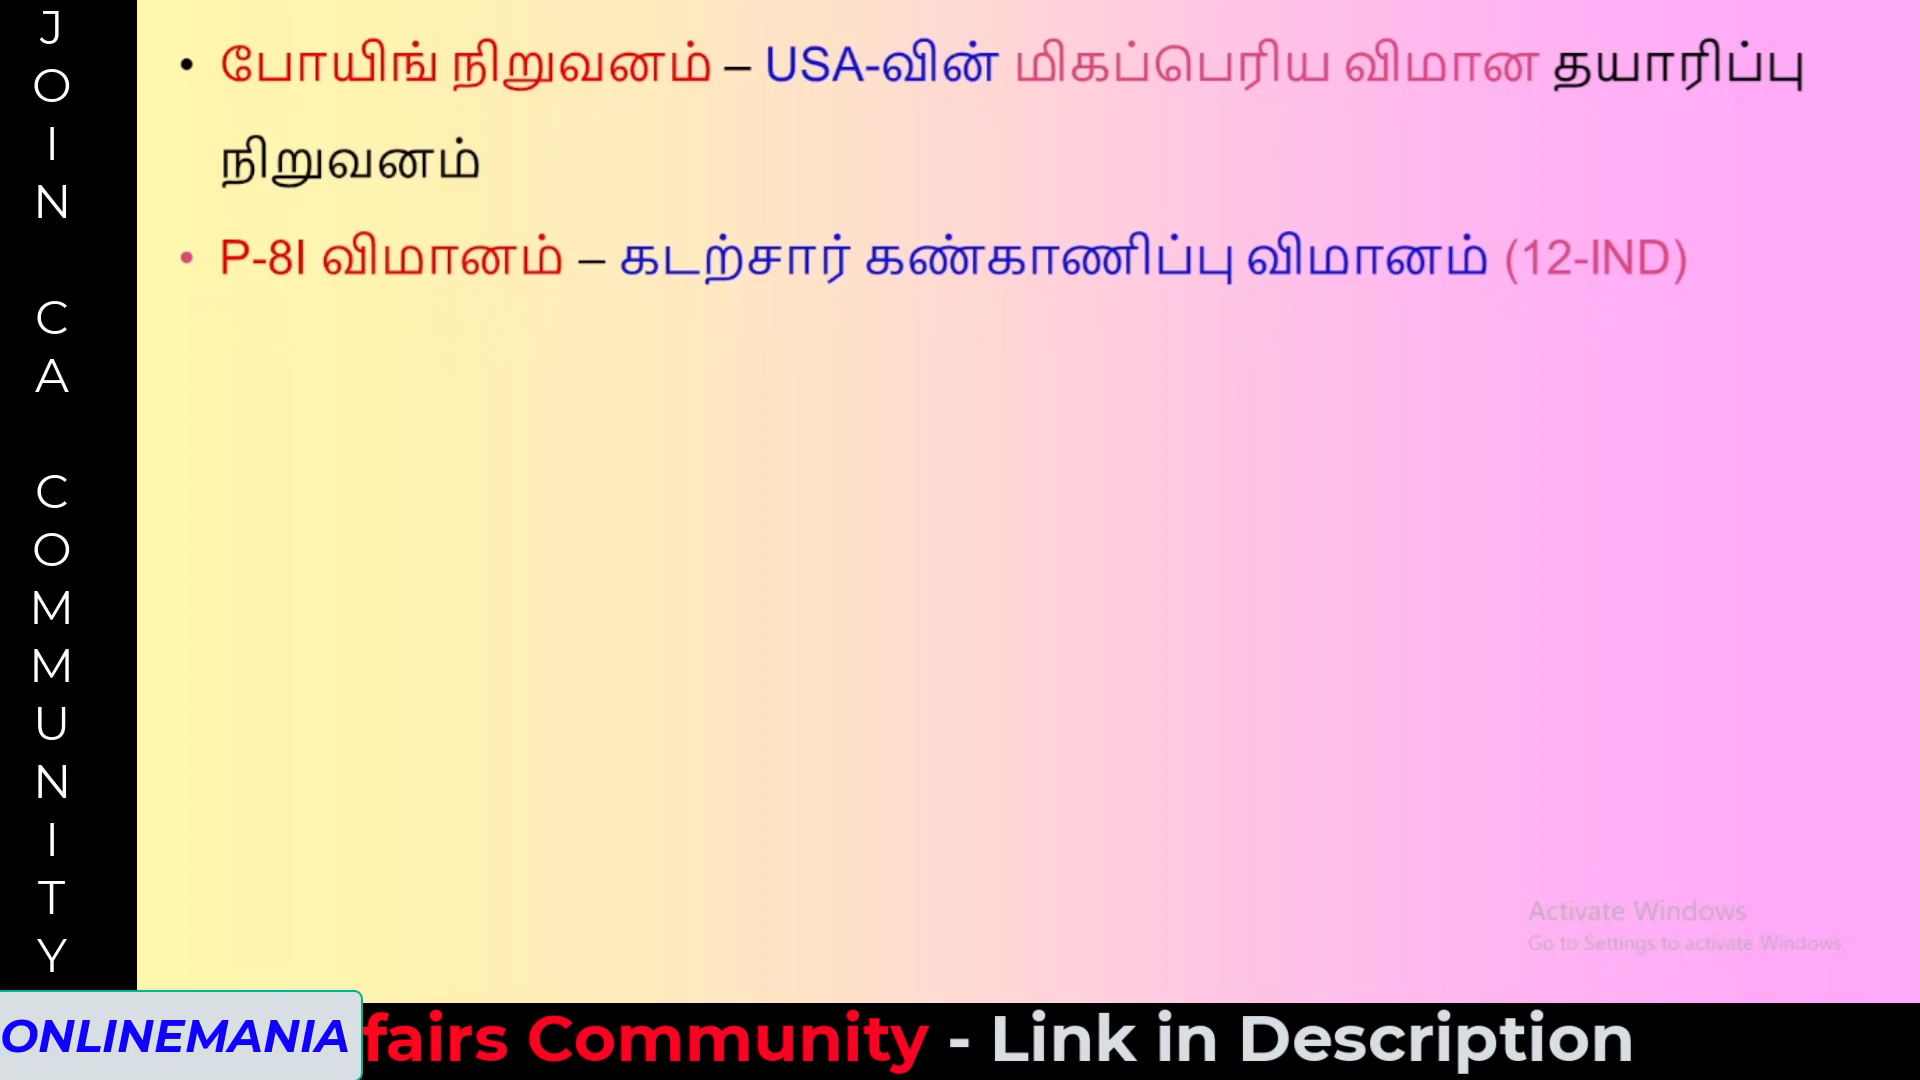 JOIN CA COMMUNITY
• போயிங் நிறுவனம் – USA-வின் மிகப்பெரிய விமான தயாரிப்பு
நிறுவனம்
• P-8I விமானம் – கடற்சார் கண்காணிப்பு விமானம் (12-IND)
Activate Windows
Go to Settings to activate Windows.
ONLINEMANIA fairs Community - Link in Description